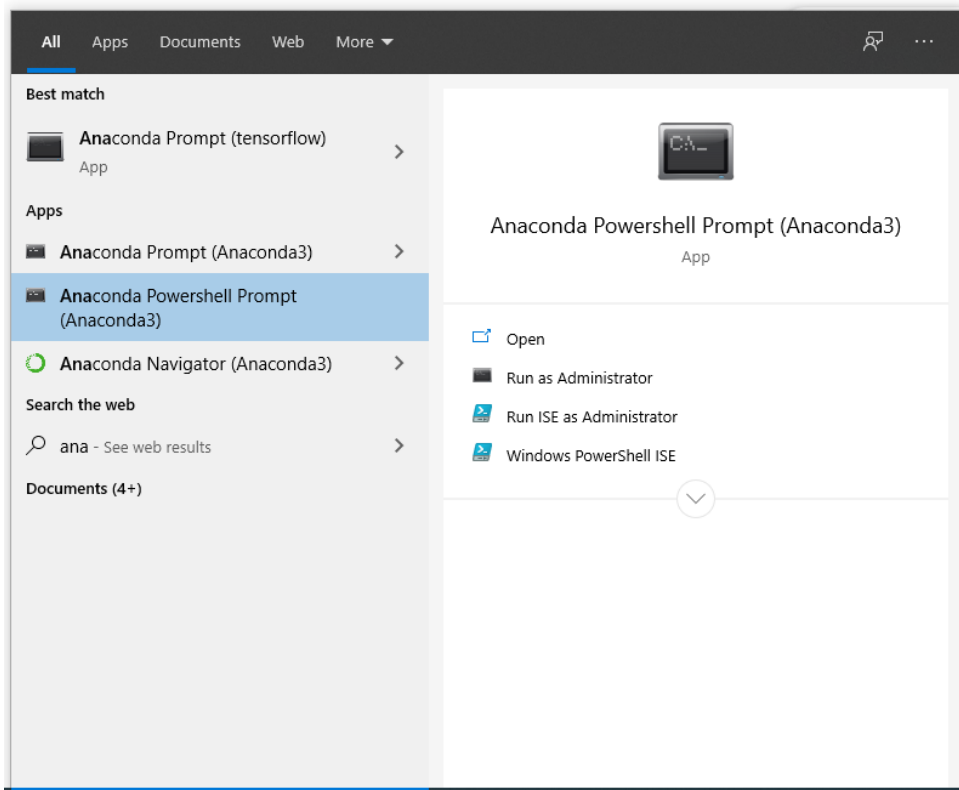 All Apps Documents Web More
Best match
Anaconda Prompt (tensorflow)
App
Apps
Anaconda Prompt (Anaconda3)
Anaconda Powershell Prompt
(Anaconda3)
Anaconda Navigator (Anaconda3)
Search the web
ana - See web results
Documents (4+)
C:\_
Anaconda Powershell Prompt (Anaconda3)
App
Open
Run as Administrator
Run ISE as Administrator
Windows PowerShell ISE